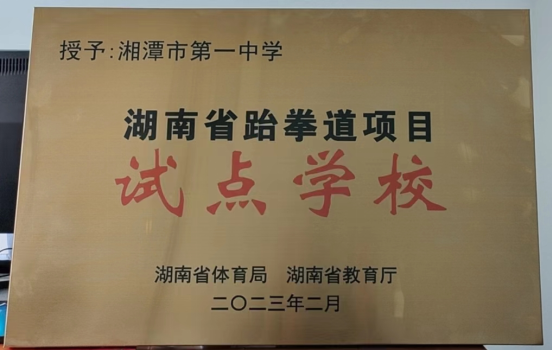 授予:湘潭市第一中学
湖南省跆拳道项目
试点学校
湖南省体育局 湖南省教育厅
二〇二三年二月